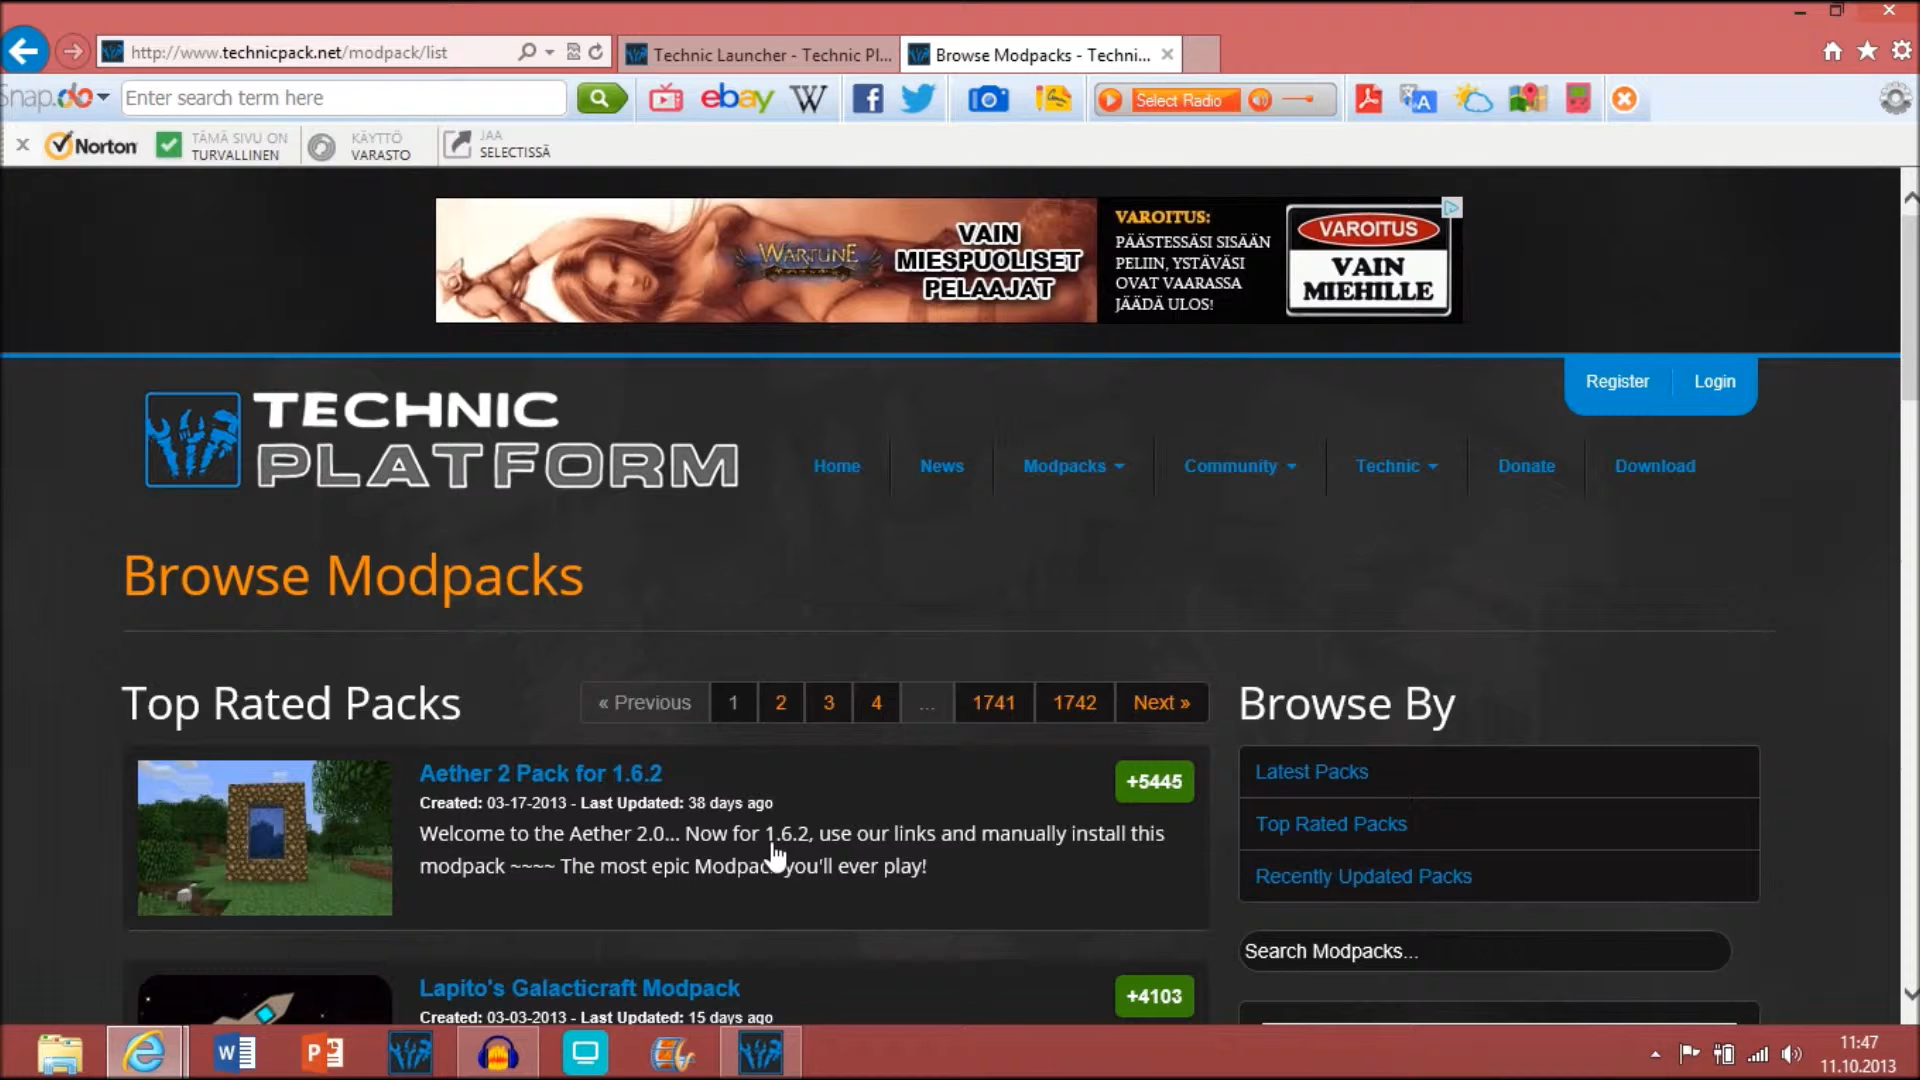 http://www.technicpack.net/modpack/list
Technic Launcher - Technic Pl...
Browse Modpacks - Techni...
Snap.do
Enter search term here
ebay
W
Select Radio
Norton
TÄMÄ SIVU ON
TURVALLINEN
KÄYTTÖ
VARASTO
JAA
SELECTISSÄ
WARTUNE
VAIN
MIESPUOLISET
PELAAJAT
VAROITUS:
PÄÄSTESSÄSI SISÄÄN
PELIIN, YSTÄVÄSI
OVAT VAARASSA
JÄÄDÄ ULOS!
VAROITUS
VAIN
MIEHILLE
Register
Login
TECHNIC
PLATFORM
Home
News
Modpacks
Community
Technic
Donate
Download
Browse Modpacks
Top Rated Packs
« Previous 1 2 3 4 ... 1741 1742 Next »
Aether 2 Pack for 1.6.2
+5445
Created: 03-17-2013 - Last Updated: 38 days ago
Welcome to the Aether 2.0... Now for 1.6.2, use our links and manually install this
modpack ~~~~ The most epic Modpack you'll ever play!
Lapito's Galacticraft Modpack
+4103
Created: 03-03-2013 - Last Updated: 15 days ago
Browse By
Latest Packs
Top Rated Packs
Recently Updated Packs
Search Modpacks...
11:47
11.10.2013